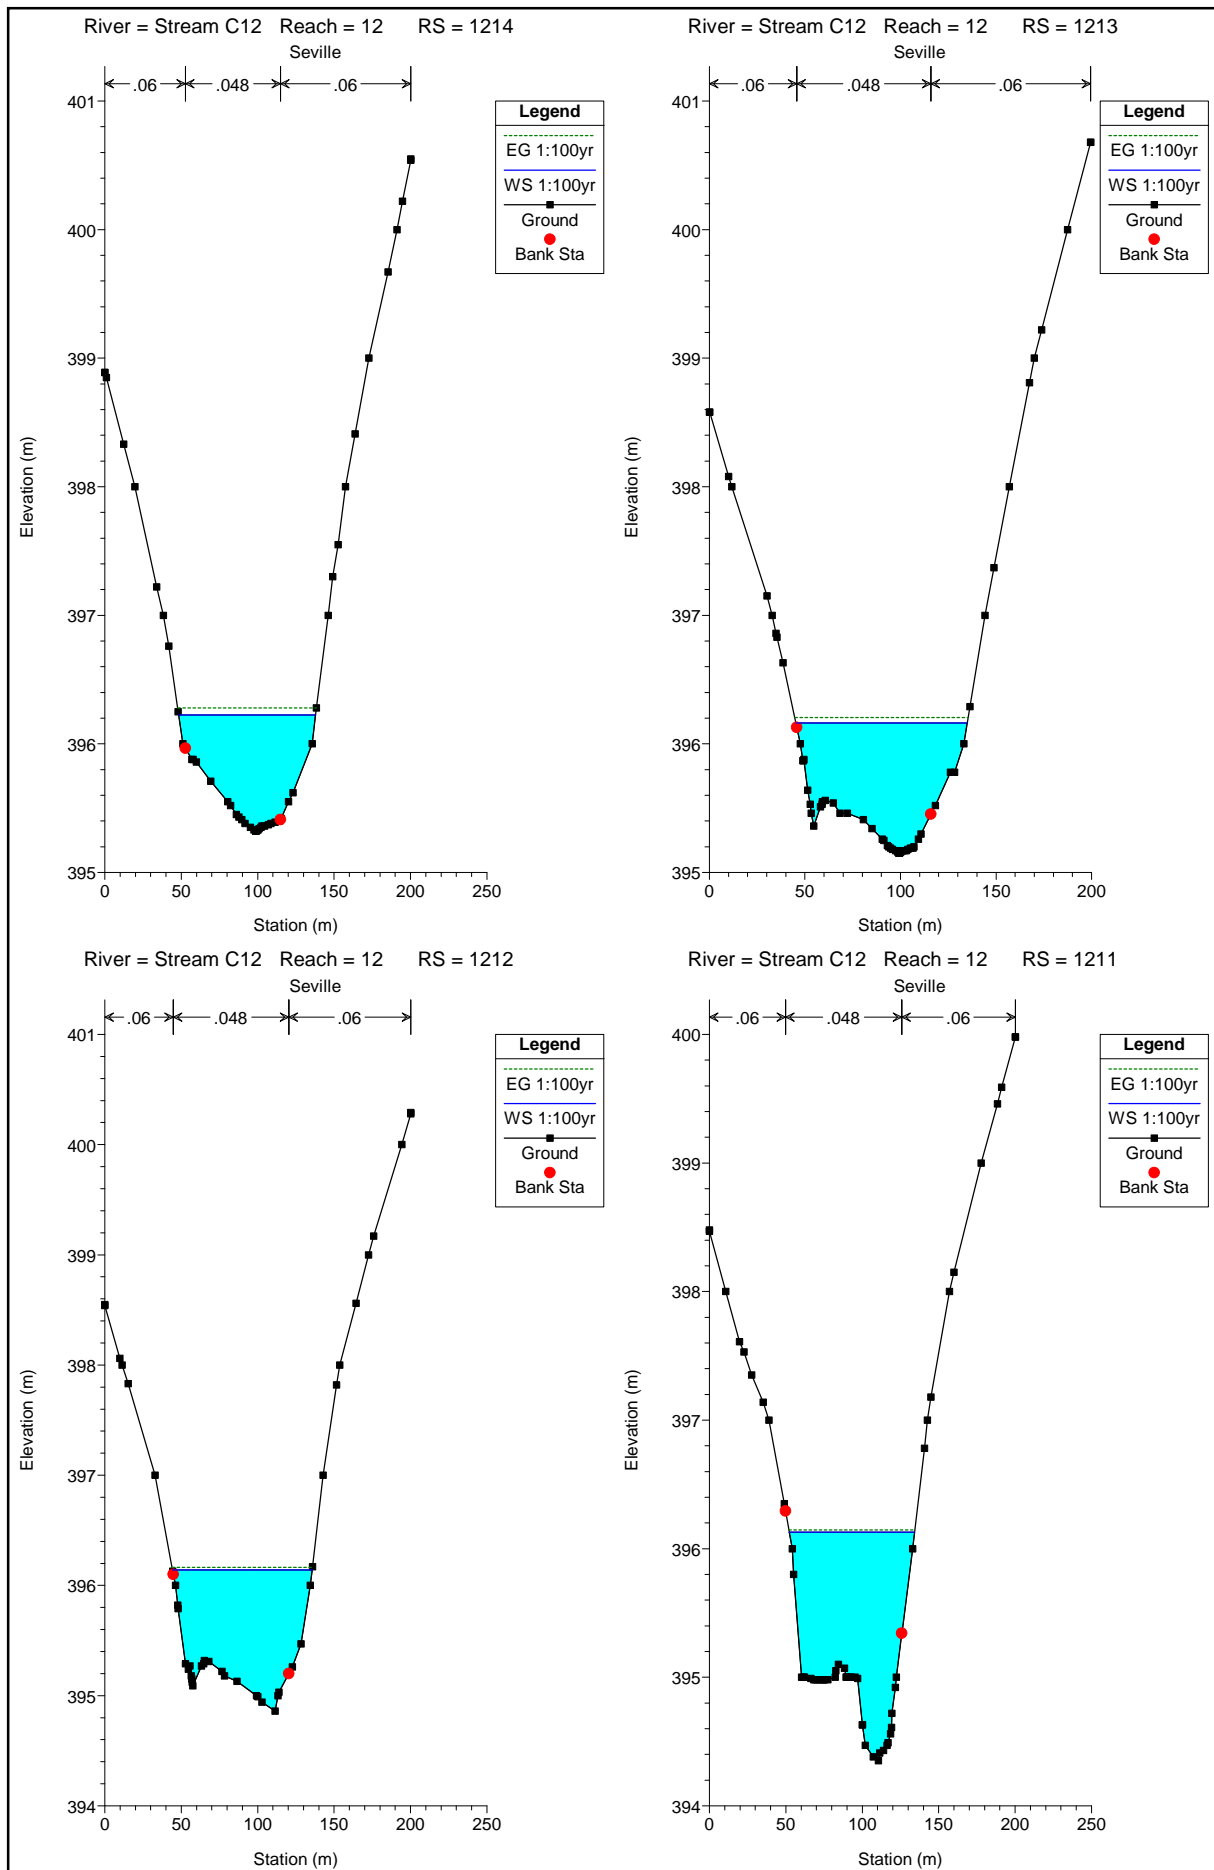 River = Stream C12 Reach = 12 RS = 1214
Seville
.06 .048 .06
401
400
399
398
397
396
395
Elevation (m)
0 50 100 150 200 250
Station (m)
Legend
EG 1:100yr
WS 1:100yr
Ground
Bank Sta
River = Stream C12 Reach = 12 RS = 1213
Seville
.06 .048 .06
401
400
399
398
397
396
395
Elevation (m)
0 50 100 150 200
Station (m)
Legend
EG 1:100yr
WS 1:100yr
Ground
Bank Sta
River = Stream C12 Reach = 12 RS = 1212
Seville
.06 .048 .06
401
400
399
398
397
396
395
394
Elevation (m)
0 50 100 150 200 250
Station (m)
Legend
EG 1:100yr
WS 1:100yr
Ground
Bank Sta
River = Stream C12 Reach = 12 RS = 1211
Seville
.06 .048 .06
400
399
398
397
396
395
394
Elevation (m)
0 50 100 150 200 250
Station (m)
Legend
EG 1:100yr
WS 1:100yr
Ground
Bank Sta